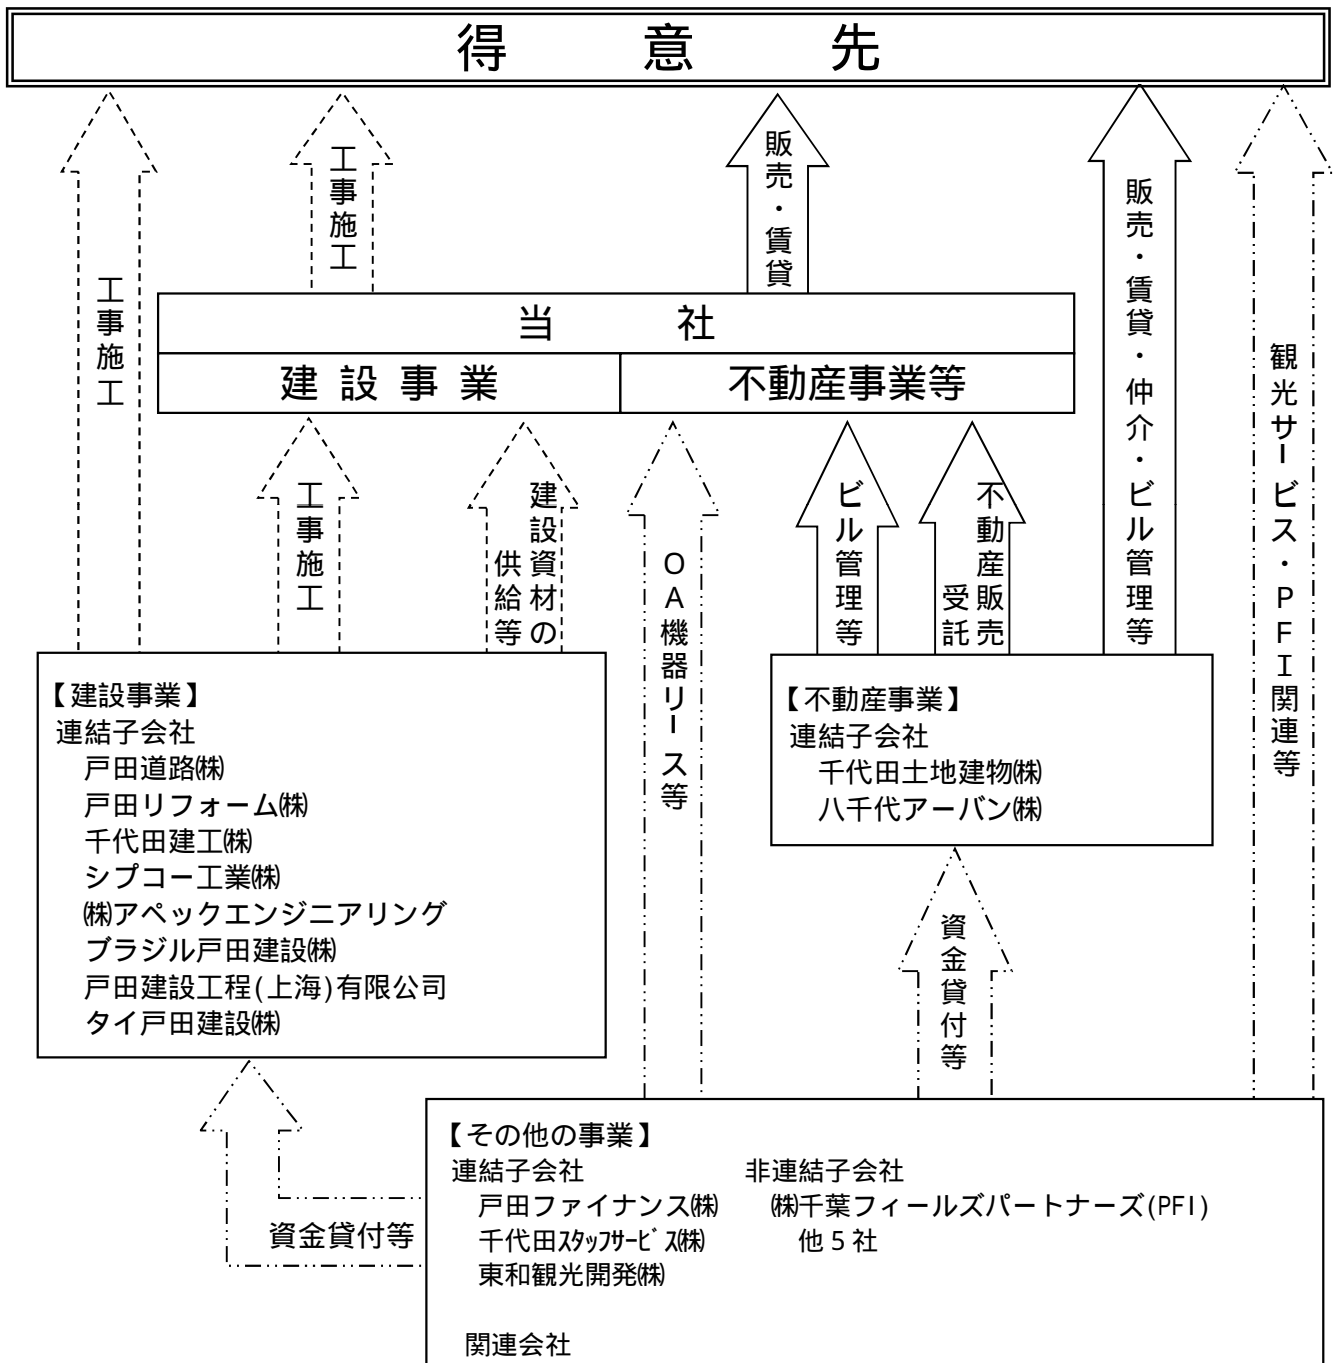 得意先
工事施工
工事施工
販売・賃貸
販売・賃貸・仲介・ビル管理等
観光サービス・PFI関連等
当社
建設事業
不動産事業等
工事施工
建設資材の
供給等
OA機器リース等
ビル管理等
不動産販売
受託
【建設事業】
連結子会社
戸田道路㈱
戸田リフォーム㈱
千代田建工㈱
シプコー工業㈱
㈱アペックエンジニアリング
ブラジル戸田建設㈱
戸田建設工程(上海)有限公司
タイ戸田建設㈱
【不動産事業】
連結子会社
千代田土地建物㈱
八千代アーバン㈱
資金貸付等
資金貸付等
【その他の事業】
連結子会社
戸田ファイナンス㈱
千代田ｽﾀｯﾌｻｰﾋﾞｽ㈱
東和観光開発㈱
非連結子会社
㈱千葉フィールズパートナーズ(PFI)
他5社
関連会社